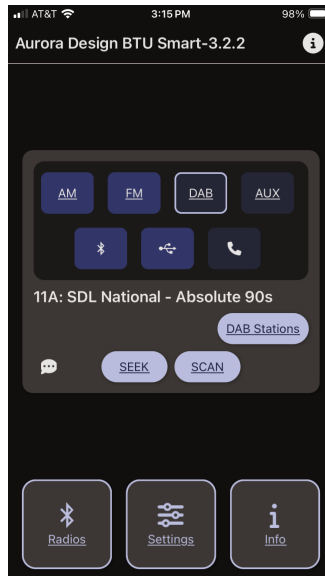 AT&T 3:15 PM 98%
Aurora Design BTU Smart-3.2.2
AM FM DAB AUX
11A: SDL National - Absolute 90s
DAB Stations
SEEK SCAN
Radios Settings Info